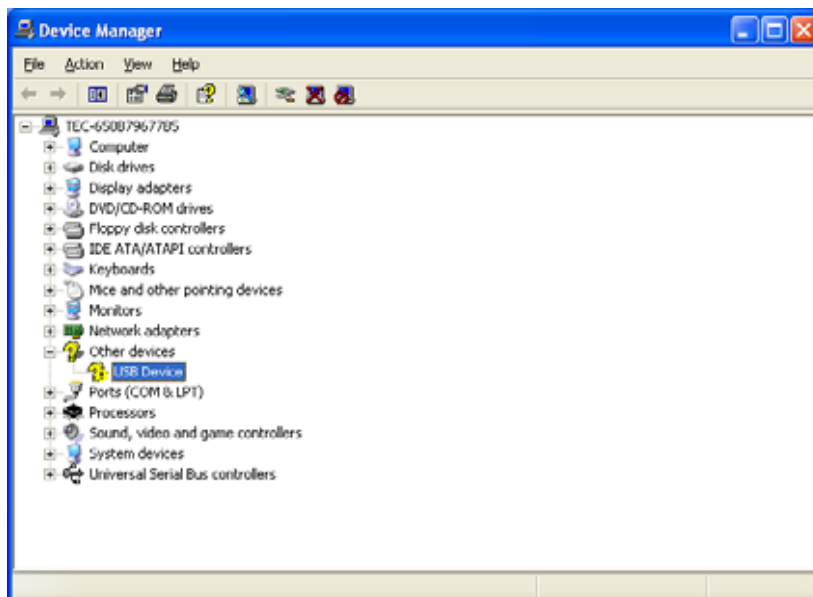 Device Manager
File Action View Help
TEC-65087967785
Computer
Disk drives
Display adapters
DVD/CD-ROM drives
Floppy disk controllers
IDE ATA/ATAPI controllers
Keyboards
Mice and other pointing devices
Monitors
Network adapters
Other devices
USB Device
Ports (COM & LPT)
Processors
Sound, video and game controllers
System devices
Universal Serial Bus controllers